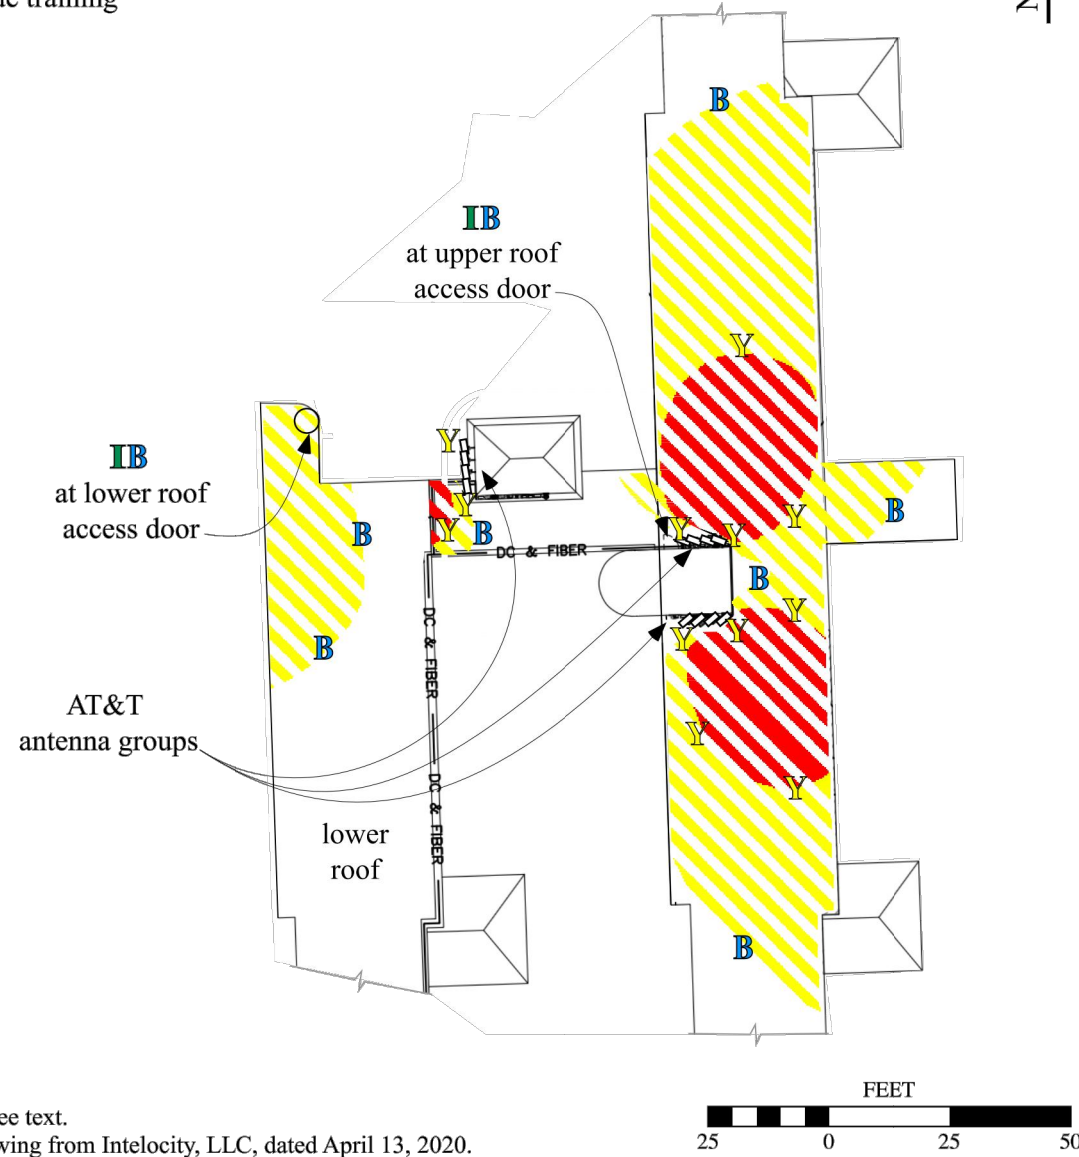 training
N
B
IB
at upper roof
access door
Y
Y
IB
at lower roof
access door
B
Y
Y
B
B
Y
Y
Y
DC & FIBER
B
Y
DC & FIBER
Y
Y
B
Y
AT&T
antenna groups
Y
DC & FIBER
lower
roof
B
FEET
ee text.
wing from Intelocity, LLC, dated April 13, 2020.
25 0 25 50